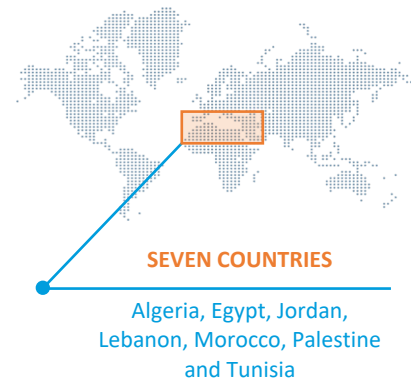 SEVEN COUNTRIES
Algeria, Egypt, Jordan,
Lebanon, Morocco, Palestine
and Tunisia